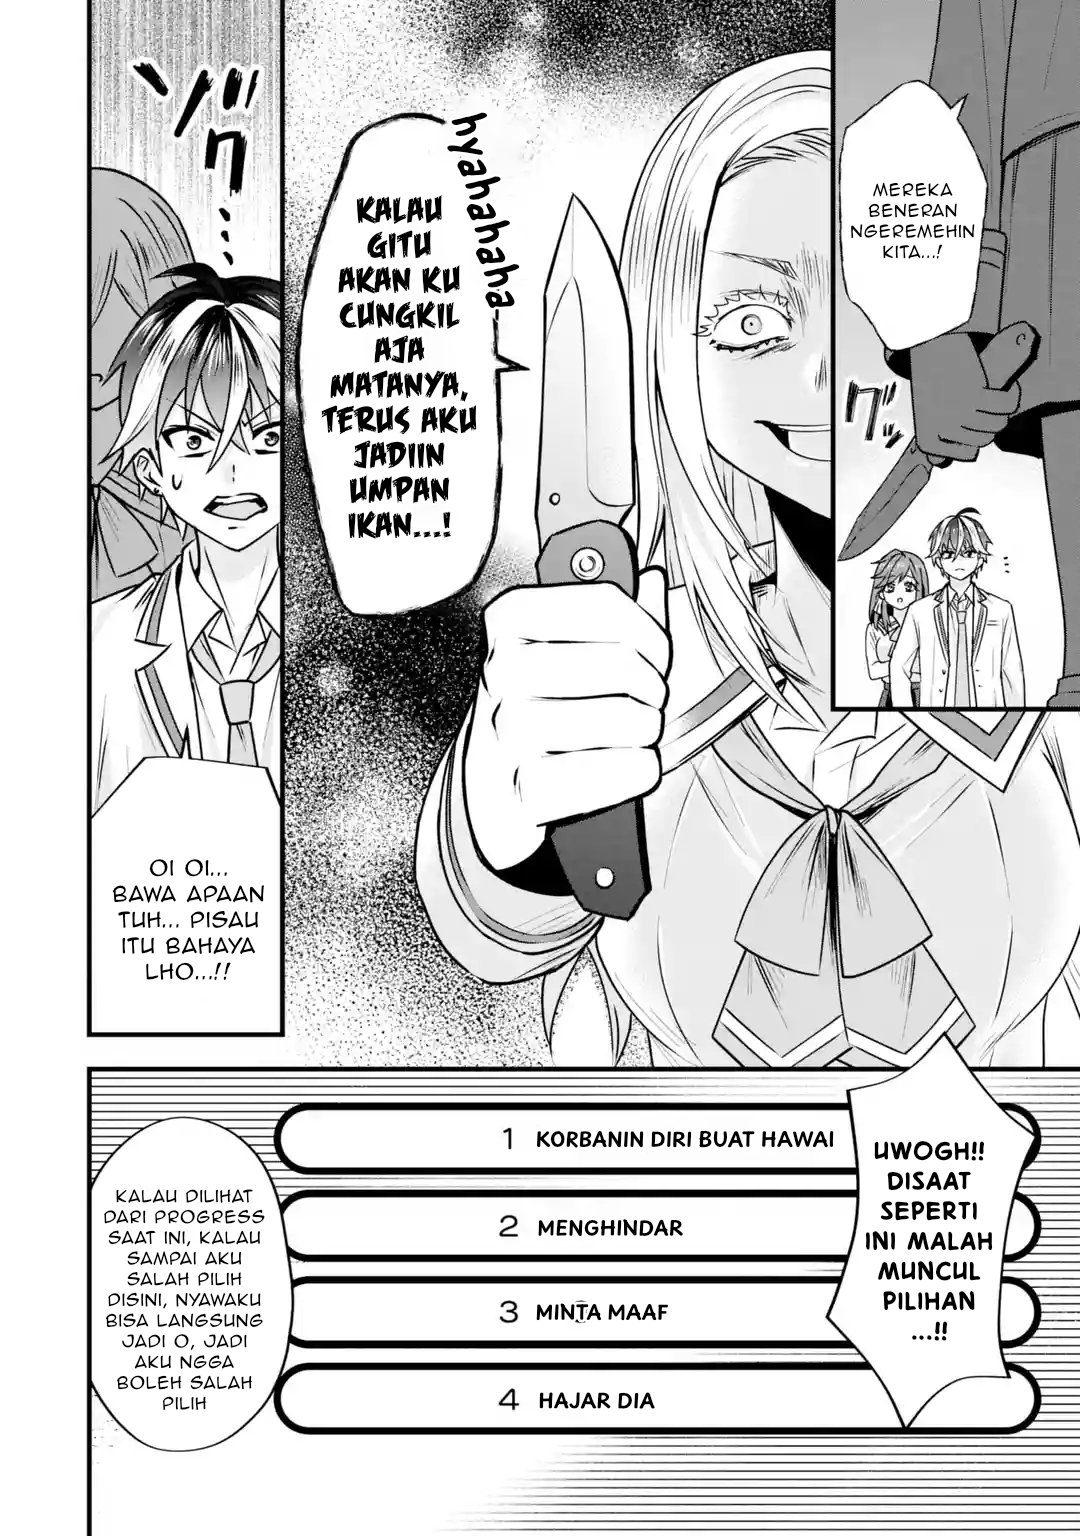 MEREKA
BENERAN
NGEREMEHIN
KITA...!
グッ
hyahahaha
KALAU
GITU
AKAN KU
CUNGKIL
AJA
MATANYA,
TERUS AKU
JADIIN
UMPAN
IKAN...!
ゾクッ...
OI OI...
BAWA APAAN
TUH... PISAU
ITU BAHAYA
LHO...!!
UWOGH!!
DISAAT
SEPERTI
INI MALAH
MUNCUL
PILIHAN
...!!
1 KORBANIN DIRI BUAT HAWAI
2 MENGHINDAR
3 MINTA MAAF
4 HAJAR DIA
KALAU DILIHAT
DARI PROGRESS
SAAT INI, KALAU
SAMPAI AKU
SALAH PILIH
DISINI, NYAWAKU
BISA LANGSUNG
JADI 0, JADI
AKU NGGA
BOLEH SALAH
PILIH